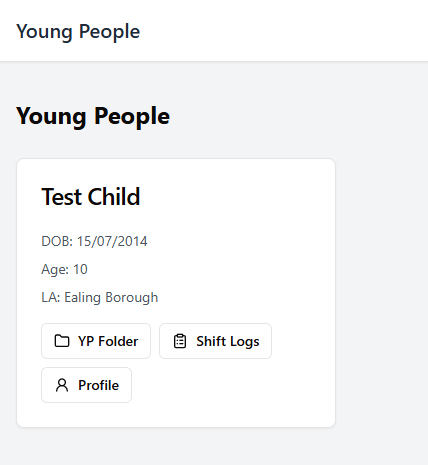 Young People
Young People
Test Child
DOB: 15/07/2014
Age: 10
LA: Ealing Borough
YP Folder
Shift Logs
Profile